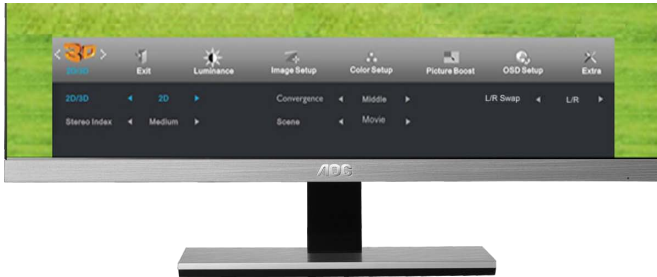 3D
2D/3D Exit Luminance Image Setup Color Setup Picture Boost OSD Setup Extra
2D/3D 2D Convergence Middle L/R Swap L/R
Stereo Index Medium Scene Movie
AOC